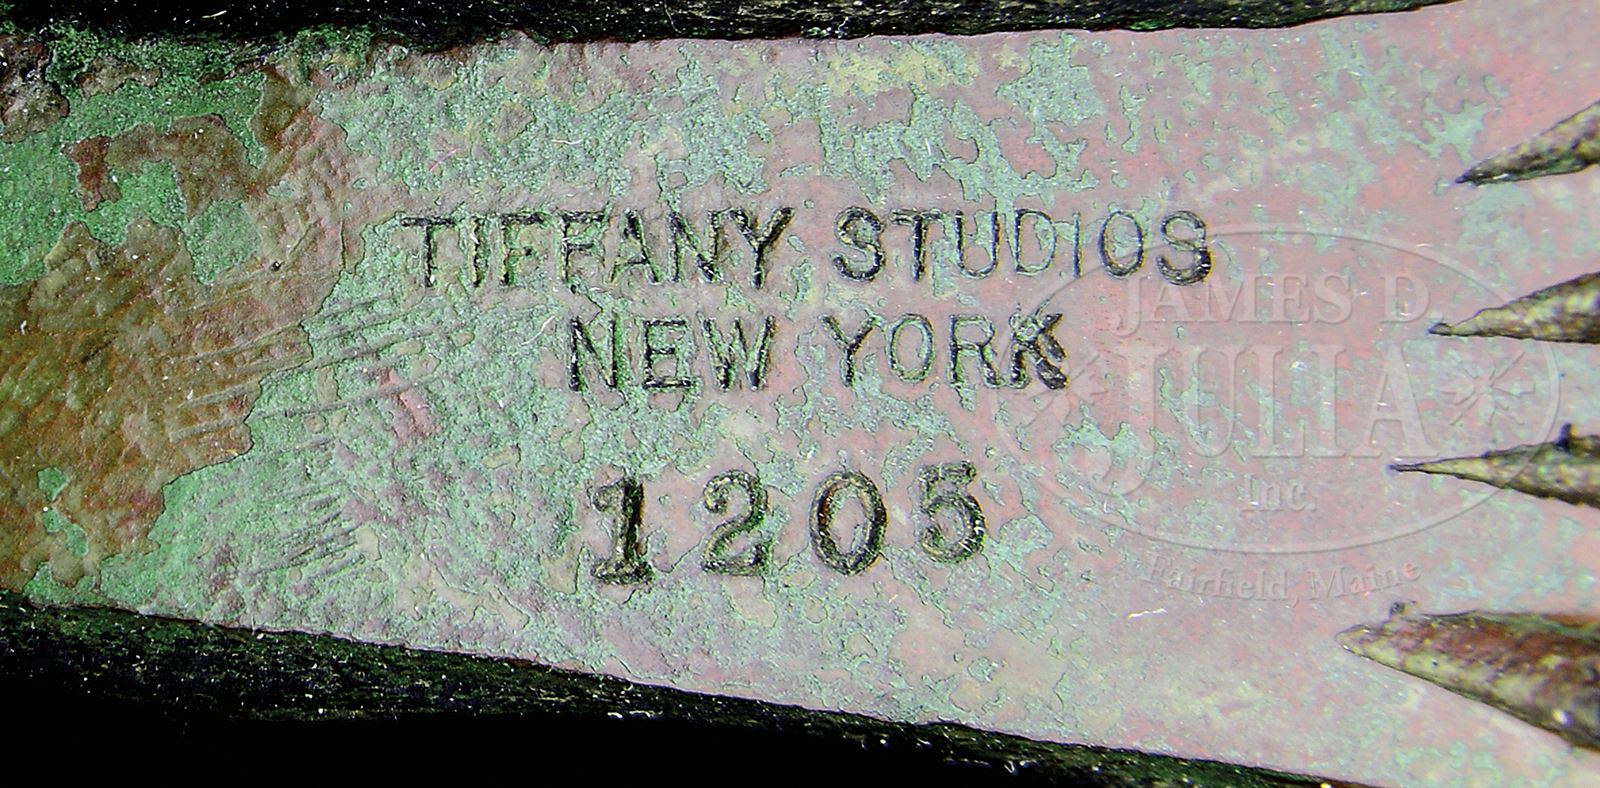 TIFFANY STUDIOS
NEW YORK
1205
JAMES D.
JULIA
Inc.
Fairfield, Maine